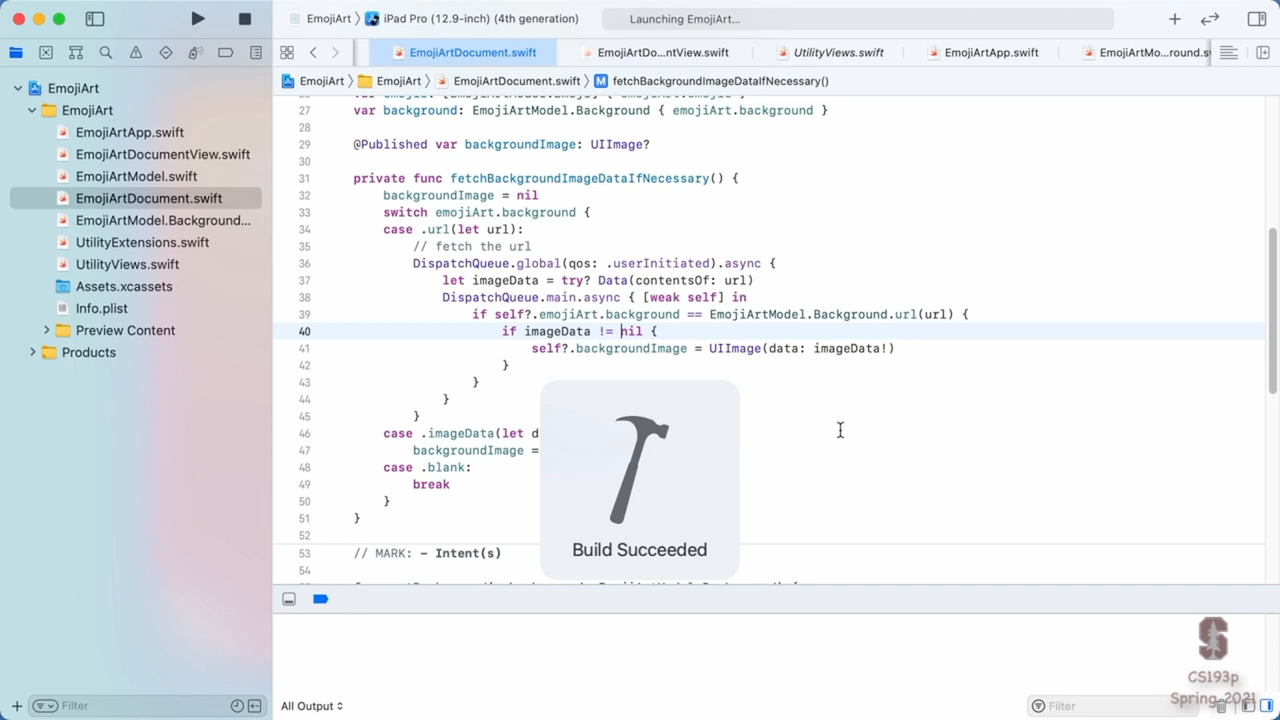 EmojiArt 〉 iPad Pro (12.9-inch) (4th generation)
Launching EmojiArt...
EmojiArtDocument.swift
EmojiArtDo...ntView.swift
UtilityViews.swift
EmojiArtApp.swift
EmojiArtMo...round.sv
EmojiArt 〉 EmojiArt 〉 EmojiArtDocument.swift 〉 M fetchBackgroundImageDataIfNecessary()
EmojiArt
EmojiArt
EmojiArtApp.swift
EmojiArtDocumentView.swift
EmojiArtModel.swift
EmojiArtDocument.swift
EmojiArtModel.Background...
UtilityExtensions.swift
UtilityViews.swift
Assets.xcassets
Info.plist
Preview Content
Products
Filter
27 var background: EmojiArtModel.Background { emojiArt.background }
28
29 @Published var backgroundImage: UIImage?
30
31 private func fetchBackgroundImageDataIfNecessary() {
32 backgroundImage = nil
33 switch emojiArt.background {
34 case .url(let url):
35 // fetch the url
36 DispatchQueue.global(qos: .userInitiated).async {
37 let imageData = try? Data(contentsOf: url)
38 DispatchQueue.main.async { [weak self] in
39 if self?.emojiArt.background == EmojiArtModel.Background.url(url) {
40 if imageData != nil {
41 self?.backgroundImage = UIImage(data: imageData!)
42 }
43 }
44 }
45 }
46 case .imageData(let d
47 backgroundImage =
48 case .blank:
49 break
50 }
51 }
52
53 // MARK: - Intent(s)
54
Build Succeeded
All Output
Filter
CS193p
Spring 2021